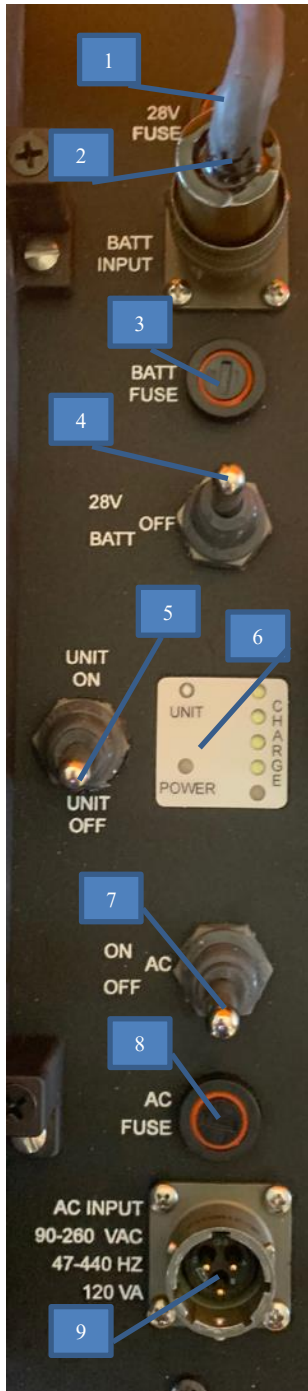 1
28V
FUSE
2
BATT
INPUT
3
BATT
FUSE
4
28V
OFF
BATT
5
6
UNIT
ON
UNIT
CHARGE
POWER
UNIT
OFF
7
ON
AC
OFF
8
AC
FUSE
AC INPUT
90-260 VAC
47-440 HZ
120 VA
9